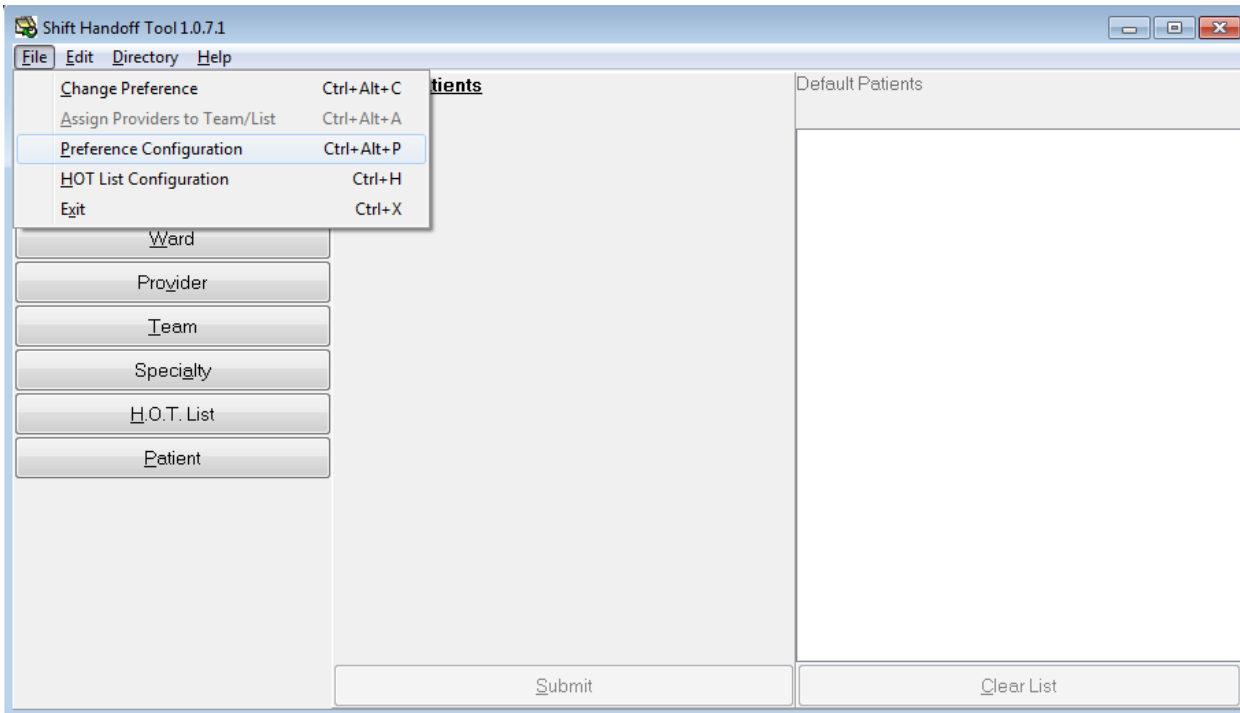 Shift Handoff Tool 1.0.7.1
File Edit Directory Help
Change Preference Ctrl+Alt+C
Assign Providers to Team/List Ctrl+Alt+A
Preference Configuration Ctrl+Alt+P
HOT List Configuration Ctrl+H
Exit Ctrl+X
Ward
Provider
Team
Specialty
H.O.T. List
Patient
tients
Default Patients
Submit
Clear List